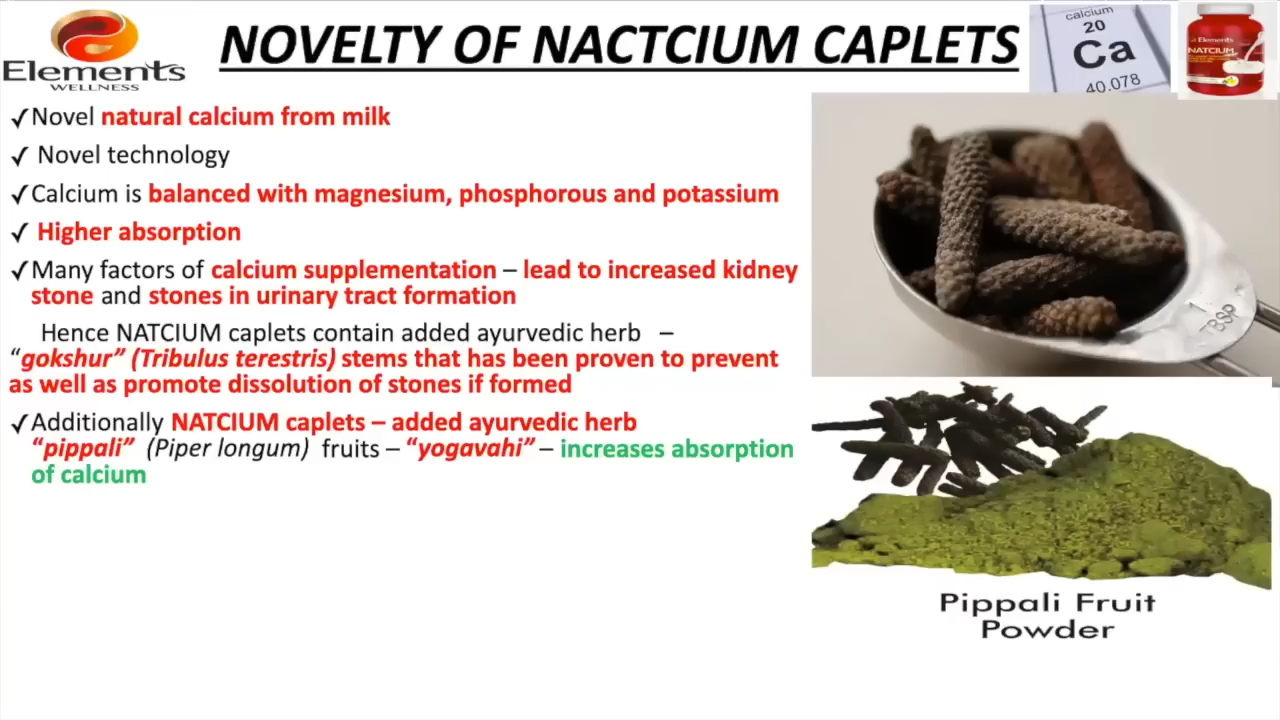 Elements
WELLNESS
NOVELTY OF NACTCIUM CAPLETS
calcium
20
Ca
40.078
Elements
NATCIUM
✓Novel natural calcium from milk
✓ Novel technology
✓Calcium is balanced with magnesium, phosphorous and potassium
✓ Higher absorption
✓Many factors of calcium supplementation – lead to increased kidney
stone and stones in urinary tract formation
Hence NATCIUM caplets contain added ayurvedic herb –
“gokshur” (Tribulus terestris) stems that has been proven to prevent
as well as promote dissolution of stones if formed
✓Additionally NATCIUM caplets – added ayurvedic herb
“pippali” (Piper longum) fruits – “yogavahi” – increases absorption
of calcium
1
TBSP
Pippali Fruit
Powder